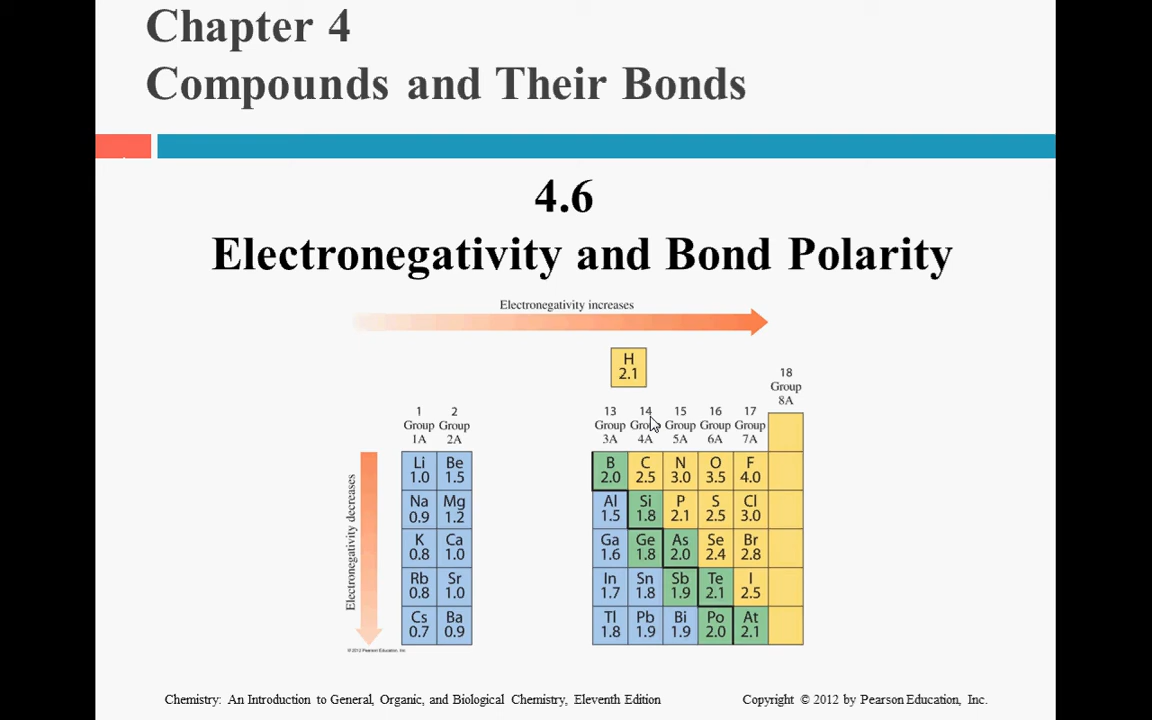 Chapter 4
Compounds and Their Bonds
4.6
Electronegativity and Bond Polarity
Electronegativity increases
H
2.1
18
Group
8A
1 2 13 14 15 16 17
Group Group Group Group Group Group Group
1A 2A 3A 4A 5A 6A 7A
Electronegativity decreases
Li Be B C N O F
1.0 1.5 2.0 2.5 3.0 3.5 4.0
Na Mg Al Si P S Cl
0.9 1.2 1.5 1.8 2.1 2.5 3.0
K Ca Ga Ge As Se Br
0.8 1.0 1.6 1.8 2.0 2.4 2.8
Rb Sr In Sn Sb Te I
0.8 1.0 1.7 1.8 1.9 2.1 2.5
Cs Ba Tl Pb Bi Po At
0.7 0.9 1.8 1.9 1.9 2.0 2.1
© 2012 Pearson Education, Inc.
Chemistry: An Introduction to General, Organic, and Biological Chemistry, Eleventh Edition Copyright © 2012 by Pearson Education, Inc.